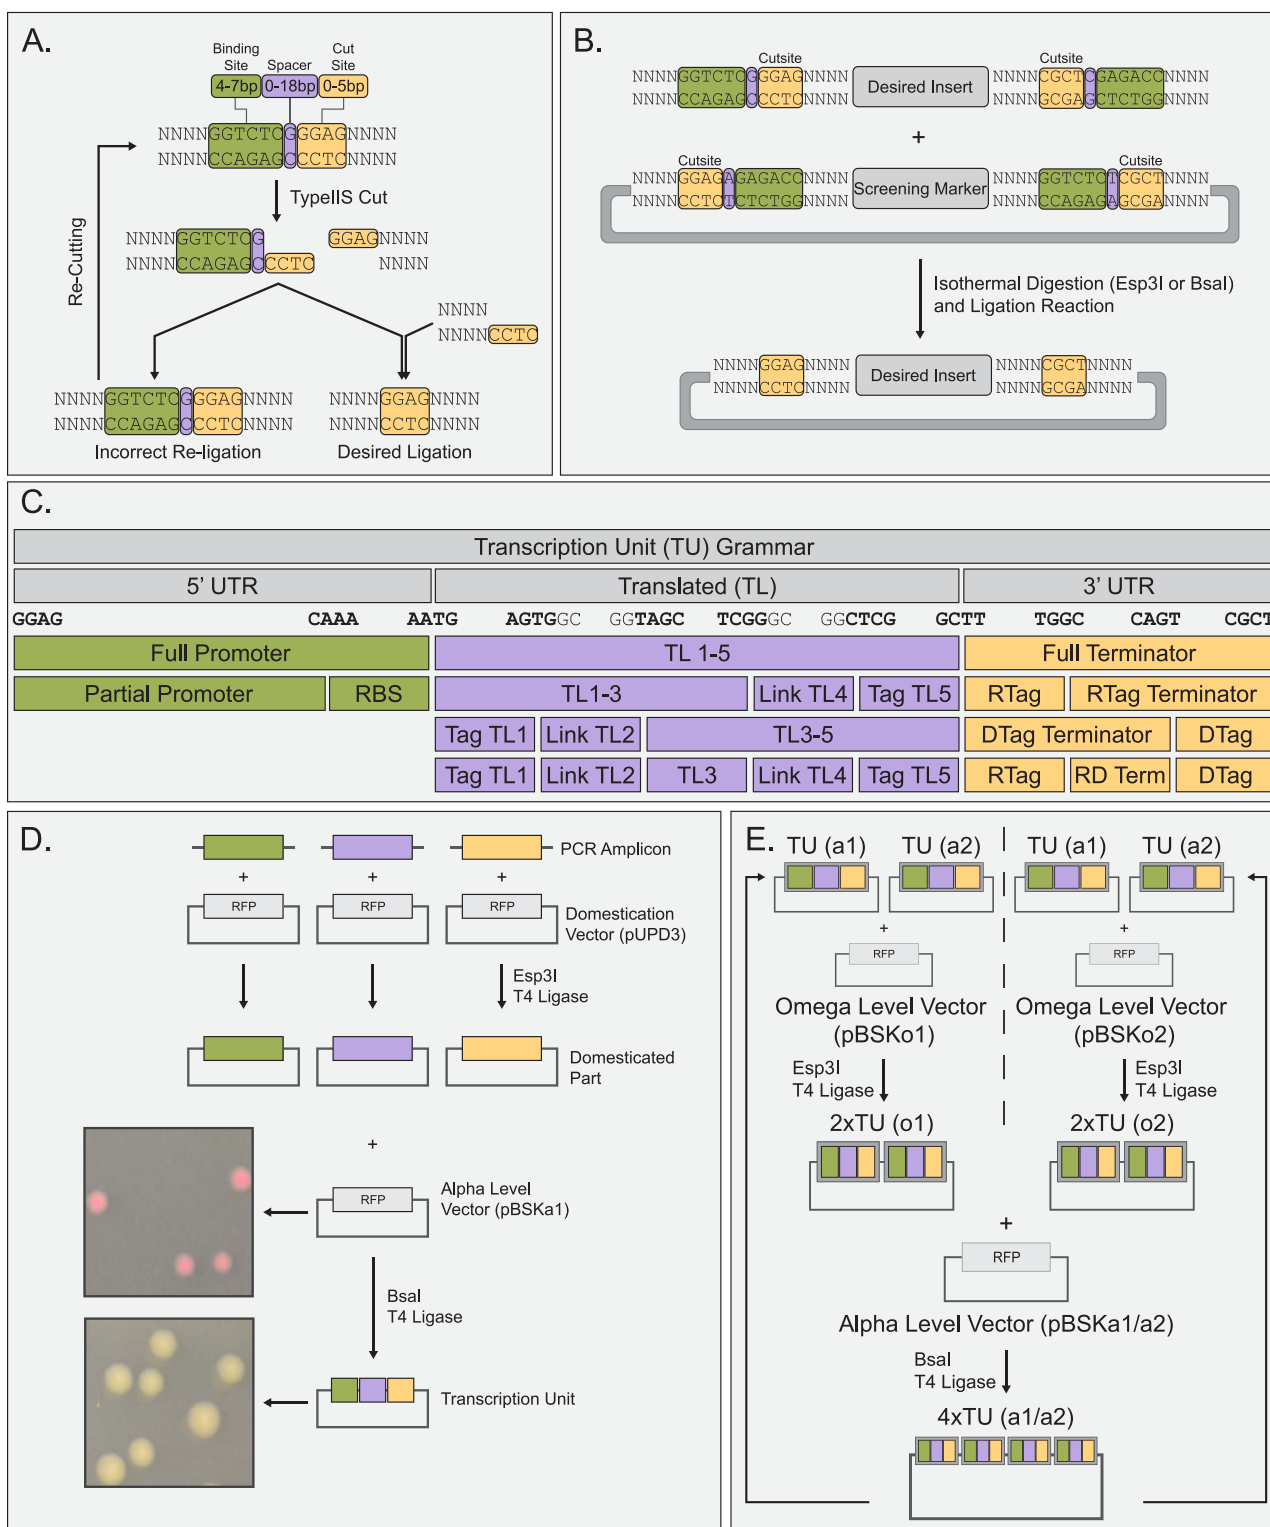 A.
Binding
Site
Spacer
Cut
Site
4-7bp
0-18bp
0-5bp
NNNNGGTCTCGGGAGNNNN
NNNNCCAGAGCCCTCNNNN
TypeIIS Cut
Re-Cutting
NNNNGGTCTCG
GGAGNNNN
NNNNCCAGAGCCCTC
NNNN
NNNN
NNNNCCTC
NNNNGGTCTCGGGAGNNNN
NNNNGGAGNNNN
NNNNCCAGAGCCCTCNNNN
NNNNCCTCNNNN
Incorrect Re-ligation
Desired Ligation
B.
Cutsite
Cutsite
NNNNGGTCTCGGGAGNNNN
NNNNCCAGAGCCCTCNNNN
Desired Insert
NNNNCGCTCGAGACCNNNN
NNNNGCGAGCTCTGGNNNN
+
Cutsite
Cutsite
NNNNGGAGAGAGACCNNNN
NNNNCCTCTCTCTGGNNNN
Screening Marker
NNNNGGTCTCTCGCTNNNN
NNNNCCAGAGAGCGANNNN
Isothermal Digestion (Esp3I or BsaI)
and Ligation Reaction
NNNNGGAGNNNN
NNNNCCTCNNNN
Desired Insert
NNNNCGCTNNNN
NNNNGCGANNNN
C.
Transcription Unit (TU) Grammar
5' UTR
Translated (TL)
3' UTR
GGAG CAAA AATG AGTGGC GGTAGC TCGGGC GGCTCG GCTT TGGC CAGT CGCT
Full Promoter
TL 1-5
Full Terminator
Partial Promoter
RBS
TL1-3
Link TL4
Tag TL5
RTag
RTag Terminator
Tag TL1
Link TL2
TL3-5
DTag Terminator
DTag
Tag TL1
Link TL2
TL3
Link TL4
Tag TL5
RTag
RD Term
DTag
D.
PCR Amplicon
+ + +
RFP RFP RFP
Domestication
Vector (pUPD3)
Esp3I
T4 Ligase
Domesticated
Part
+
RFP
Alpha Level
Vector (pBSKa1)
BsaI
T4 Ligase
Transcription Unit
E.
TU (a1) TU (a2) TU (a1) TU (a2)
+ +
RFP RFP
Omega Level Vector
(pBSKo1)
Omega Level Vector
(pBSKo2)
Esp3I
T4 Ligase
Esp3I
T4 Ligase
2xTU (o1) 2xTU (o2)
+
RFP
Alpha Level Vector (pBSKa1/a2)
BsaI
T4 Ligase
4xTU (a1/a2)